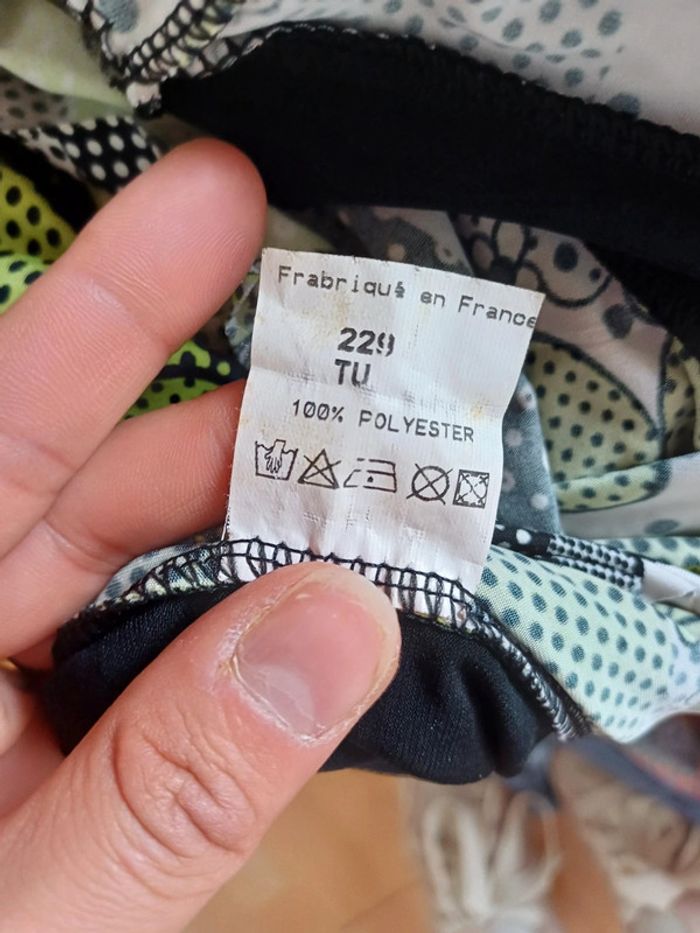 Frabriqué en France
229
TU
100% POLYESTER